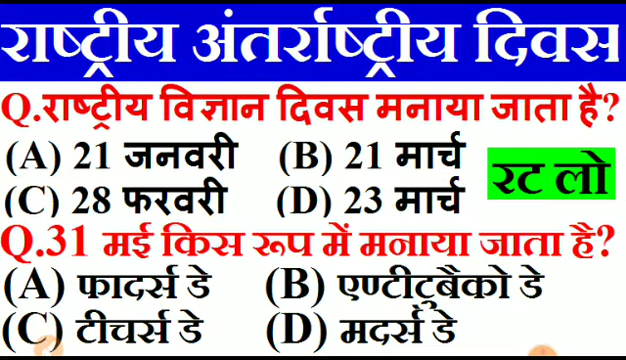 राष्ट्रीय अंतर्राष्ट्रीय दिवस
Q.राष्ट्रीय विज्ञान दिवस मनाया जाता है?
(A) 21 जनवरी (B) 21 मार्च
(C) 28 फरवरी (D) 23 मार्च
रट लो
Q.31 मई किस रूप में मनाया जाता है?
(A) फादर्स डे (B) एण्टीटुबैको डे
(C) टीचर्स डे (D) मदर्स डे